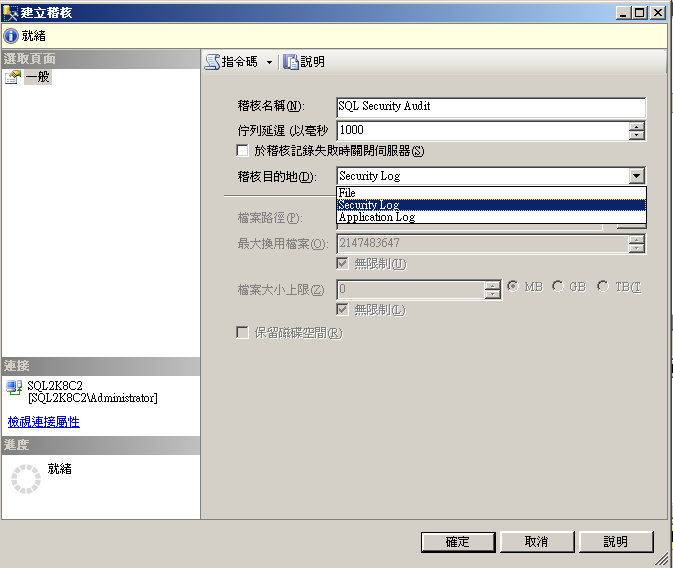 建立稽核
就緒
選取頁面
一般
指令碼
說明
稽核名稱(N):
SQL Security Audit
佇列延遲 (以毫秒
1000
於稽核記錄失敗時關閉伺服器(S)
稽核目的地(D):
Security Log
File
Security Log
Application Log
檔案路徑(P):
最大換用檔案(O):
2147483647
無限制(U)
檔案大小上限(Z)
0
MB
GB
TB(T
無限制(L)
保留磁碟空間(R)
連接
SQL2K8C2
[SQL2K8C2\Administrator]
檢視連接屬性
進度
就緒
確定
取消
說明